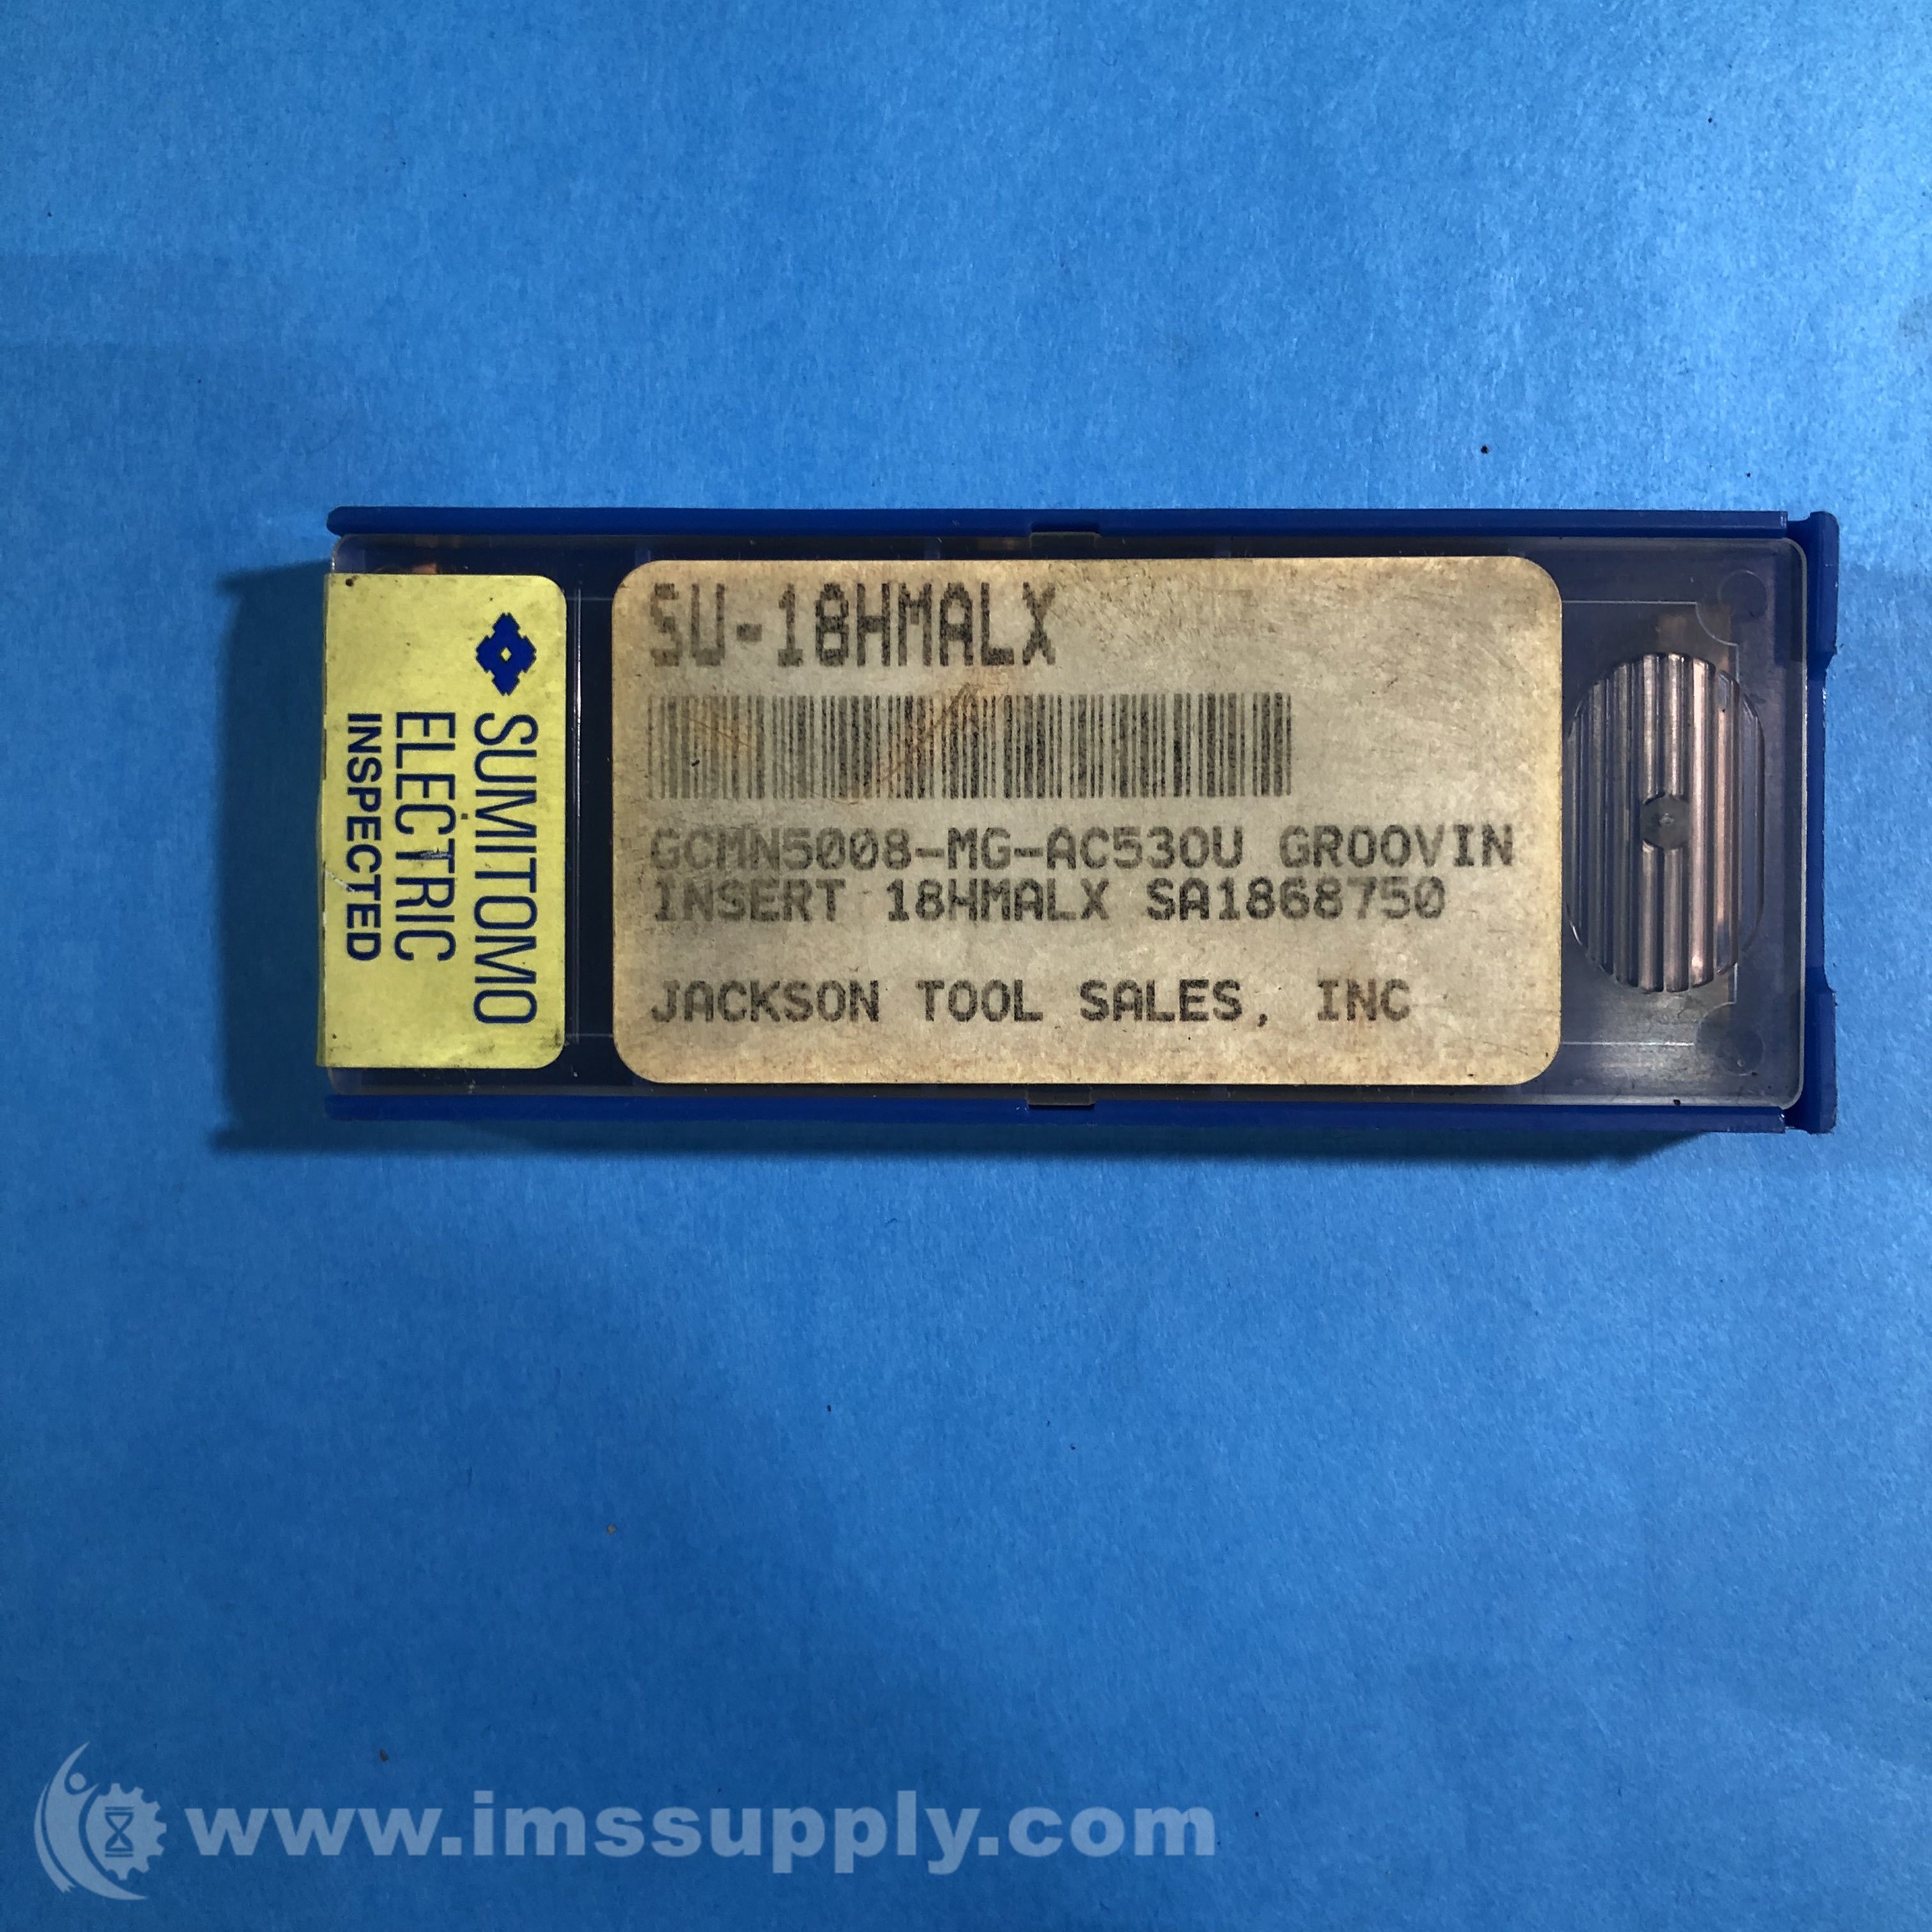 SUMITOMO
ELECTRIC
INSPECTED
SU-18HMALX
GCMN5008-MG-AC530U GROOVIN
INSERT 18HMALX SA1868750
JACKSON TOOL SALES, INC
www.imssupply.com